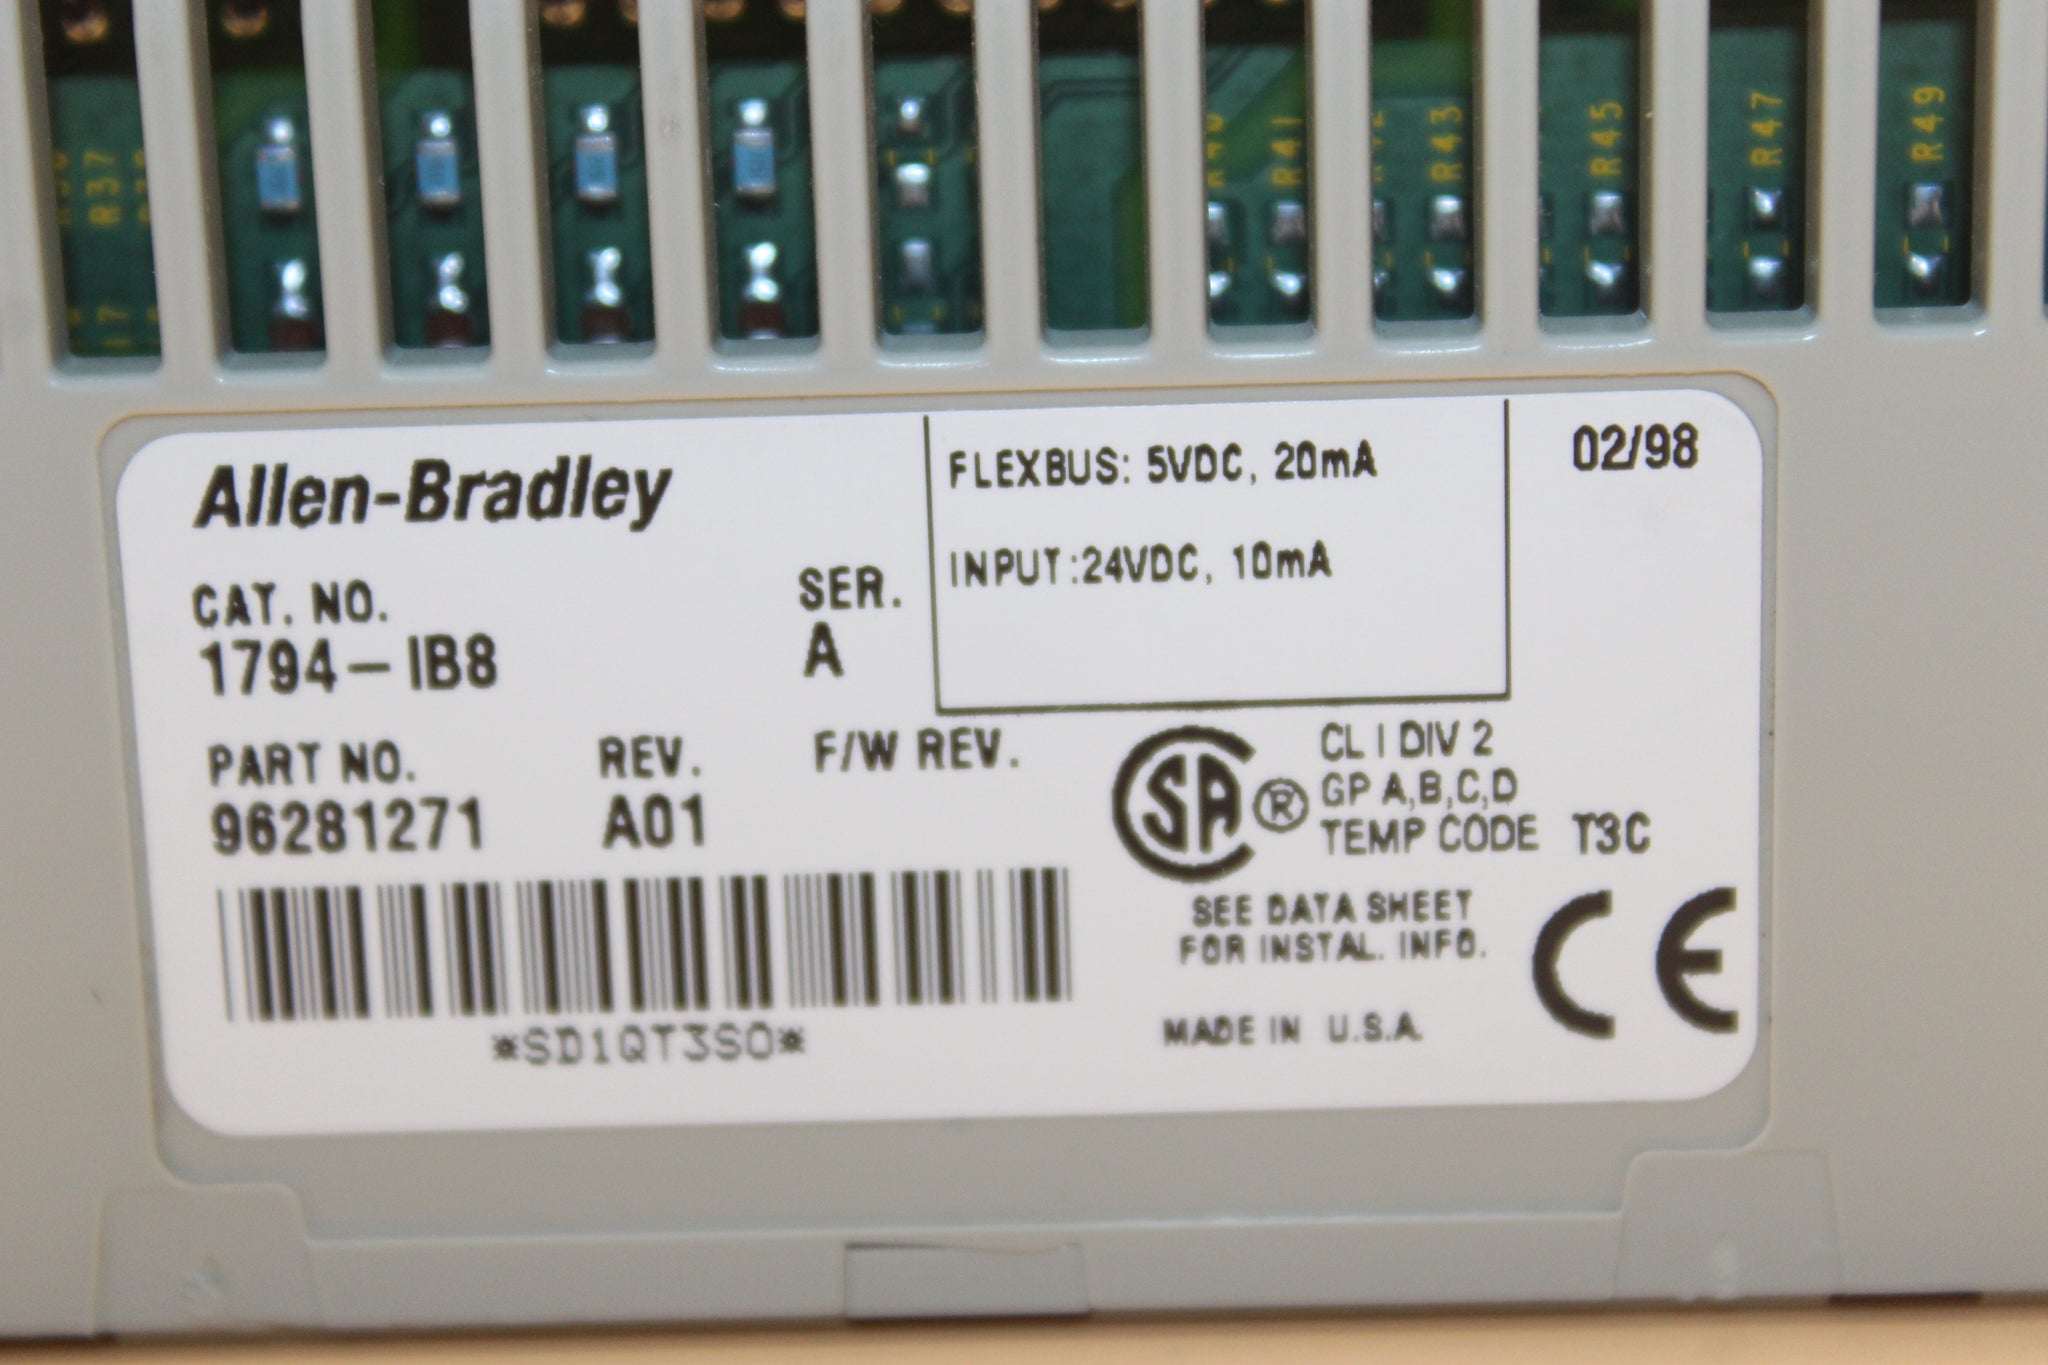 R37
R41
R43
R45
R47
R49
Allen-Bradley
CAT. NO.
1794-IB8
SER.
A
FLEXBUS: 5VDC, 20mA
INPUT:24VDC, 10mA
02/98
PART NO.
96281271
REV.
A01
F/W REV.
SA®
CL I DIV 2
GP A,B,C,D
TEMP CODE T3C
*SD1QT3S0*
SEE DATA SHEET
FOR INSTAL. INFO.
MADE IN U.S.A.
CE